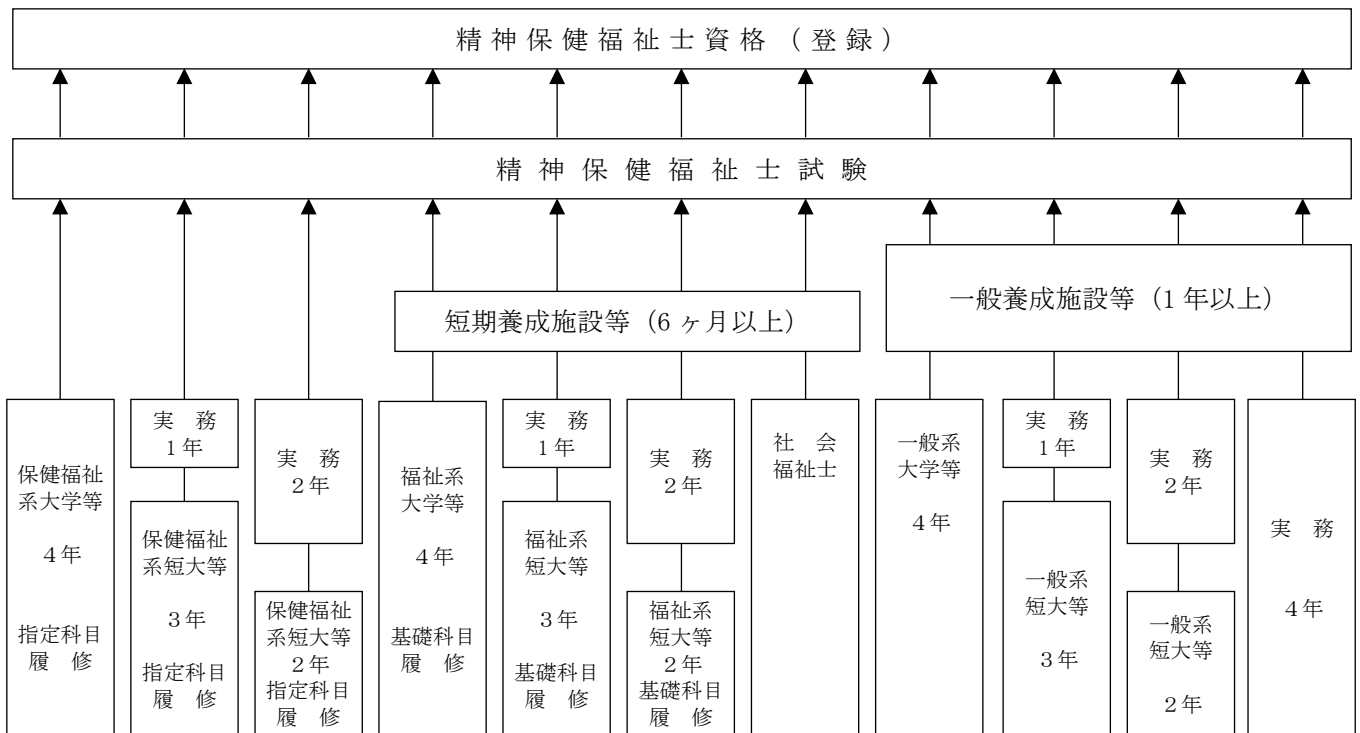 精神保健福祉士資格（登録）
精神保健福祉士試験
一般養成施設等（1年以上）
短期養成施設等（6ヶ月以上）
保健福祉
系大学等
4年
指定科目
履　修
実　務
1年
保健福祉
系短大等
3年
指定科目
履　修
実　務
2年
保健福祉
系短大等
2年
指定科目
履　修
福祉系
大学等
4年
基礎科目
履　修
実　務
1年
福祉系
短大等
3年
基礎科目
履　修
実　務
2年
福祉系
短大等
2年
基礎科目
履　修
社　会
福祉士
一般系
大学等
4年
実　務
1年
一般系
短大等
3年
実　務
2年
一般系
短大等
2年
実　務
4年